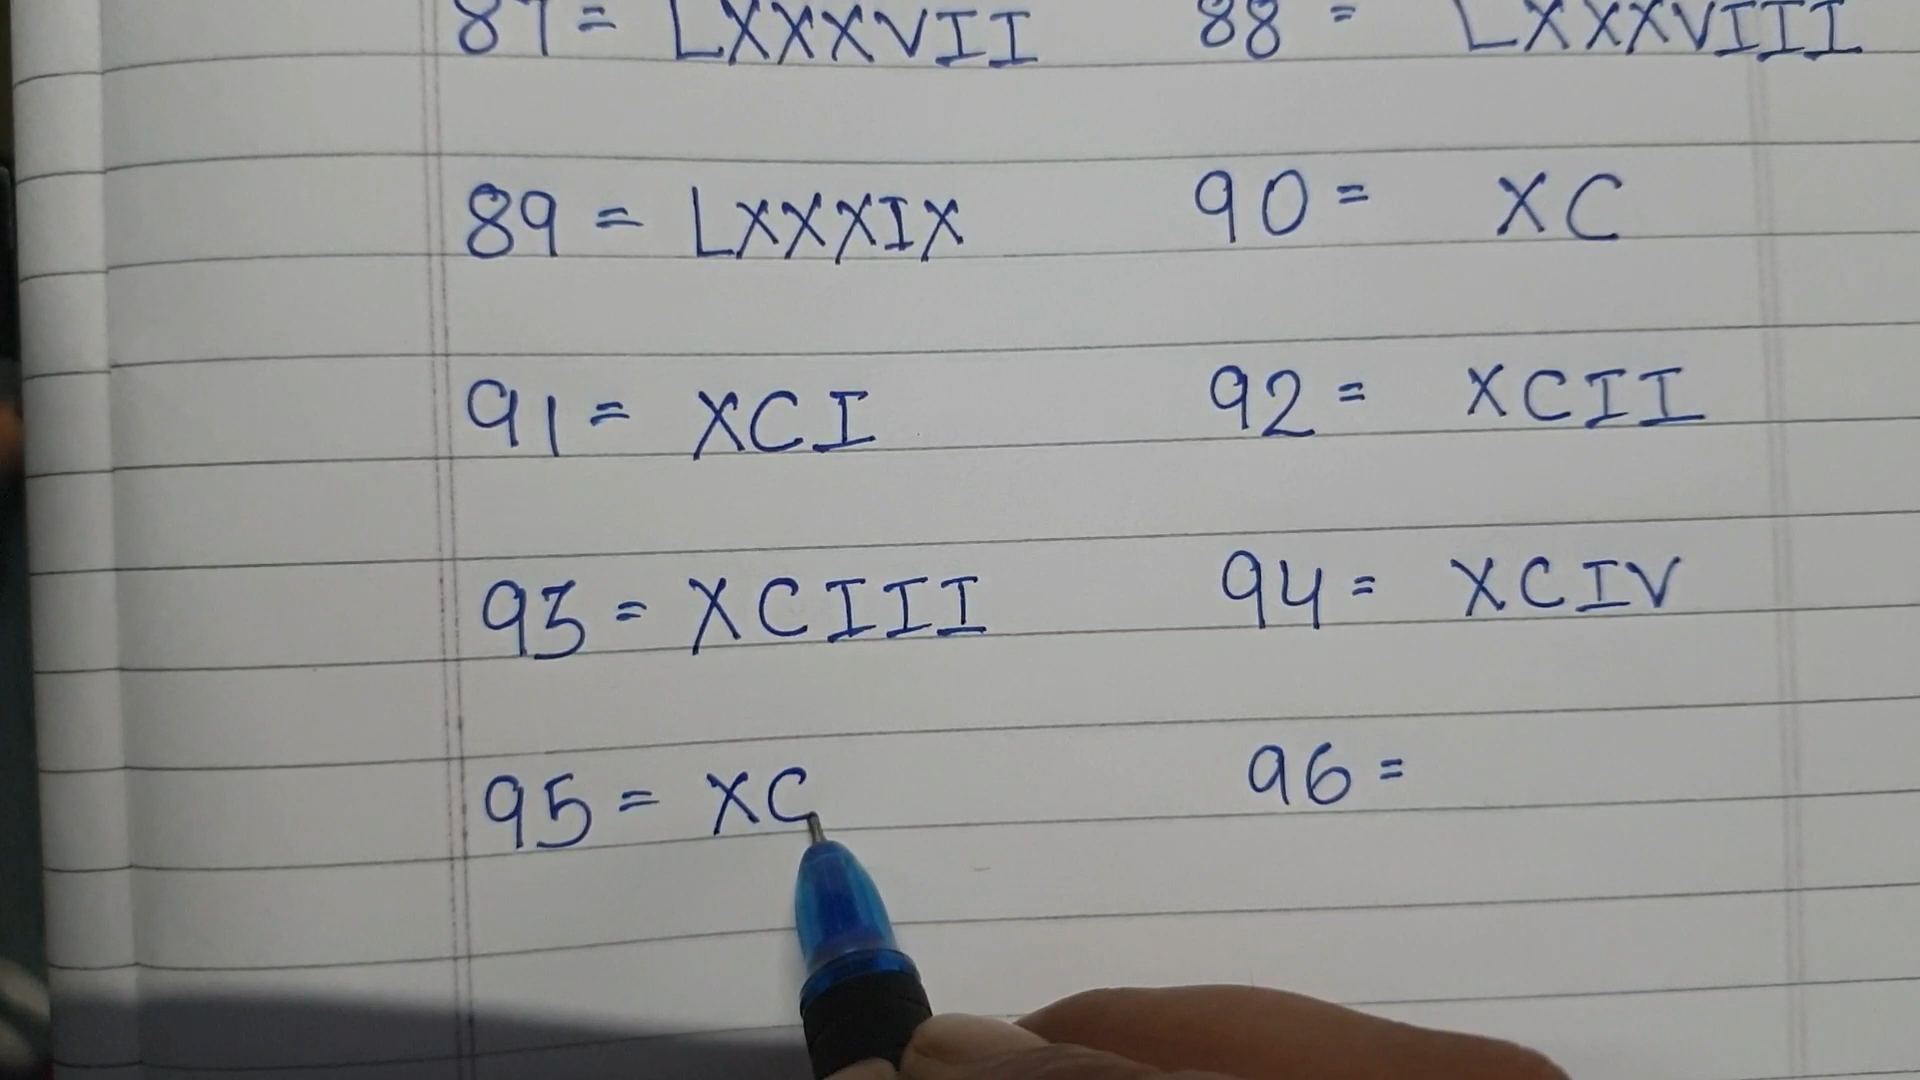 87 = LXXXVII 88 = LXXXVIII
89 = LXXXIX 90 = XC
91 = XCI 92 = XCII
93 = XCIII 94 = XCIV
95 = XC 96 =